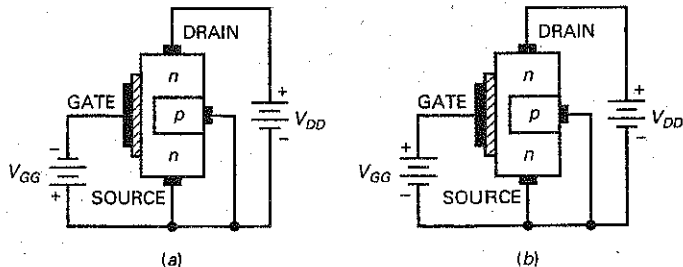 DRAIN
n
GATE
p
n
SOURCE
V_GG
V_DD
+
−
−
+
(a)
DRAIN
n
GATE
p
n
SOURCE
V_GG
V_DD
+
−
+
−
(b)